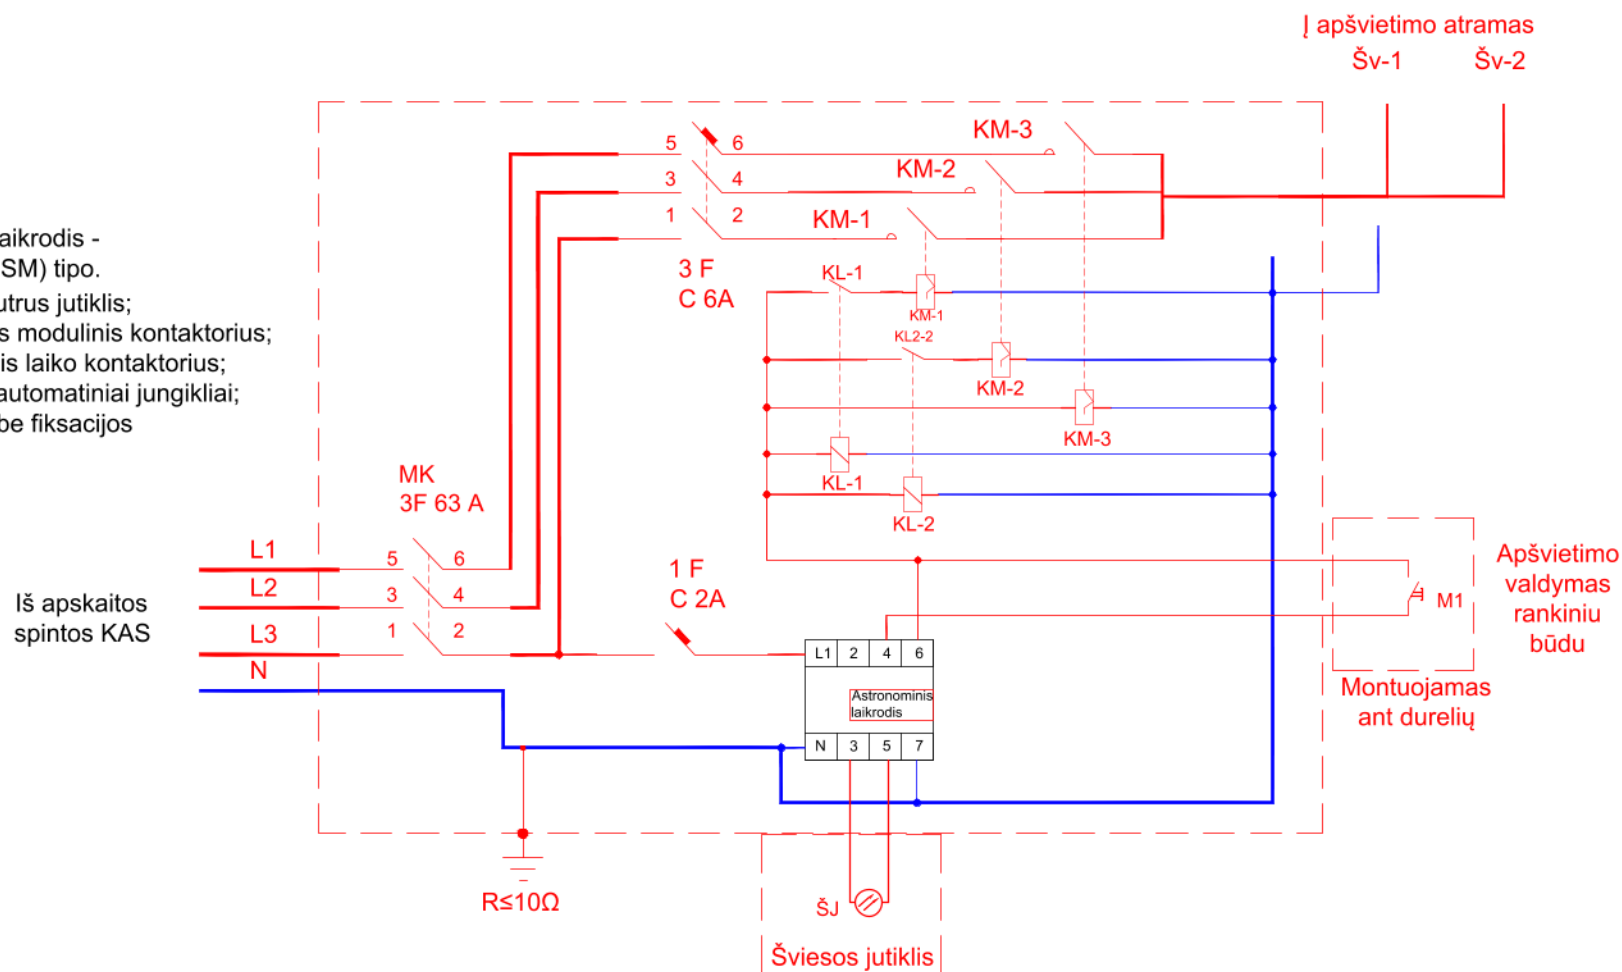 Į apšvietimo atramas
Šv-1
Šv-2
aikrodis -
SM) tipo.
utrus jutiklis;
s modulinis kontaktorius;
is laiko kontaktorius;
automatiniai jungikliai;
be fiksacijos
5
6
KM-3
3
4
KM-2
1
2
KM-1
3 F
C 6A
KL-1
KM-1
KL2-2
KM-2
KM-3
KL-1
KL-2
MK
3F 63 A
L1
5
6
L2
3
4
L3
1
2
N
Iš apskaitos
spintos KAS
1 F
C 2A
L1
2
4
6
Astronominis
laikrodis
N
3
5
7
M1
Apšvietimo
valdymas
rankiniu
būdu
Montuojamas
ant durelių
R≤10Ω
ŠJ
Šviesos jutiklis